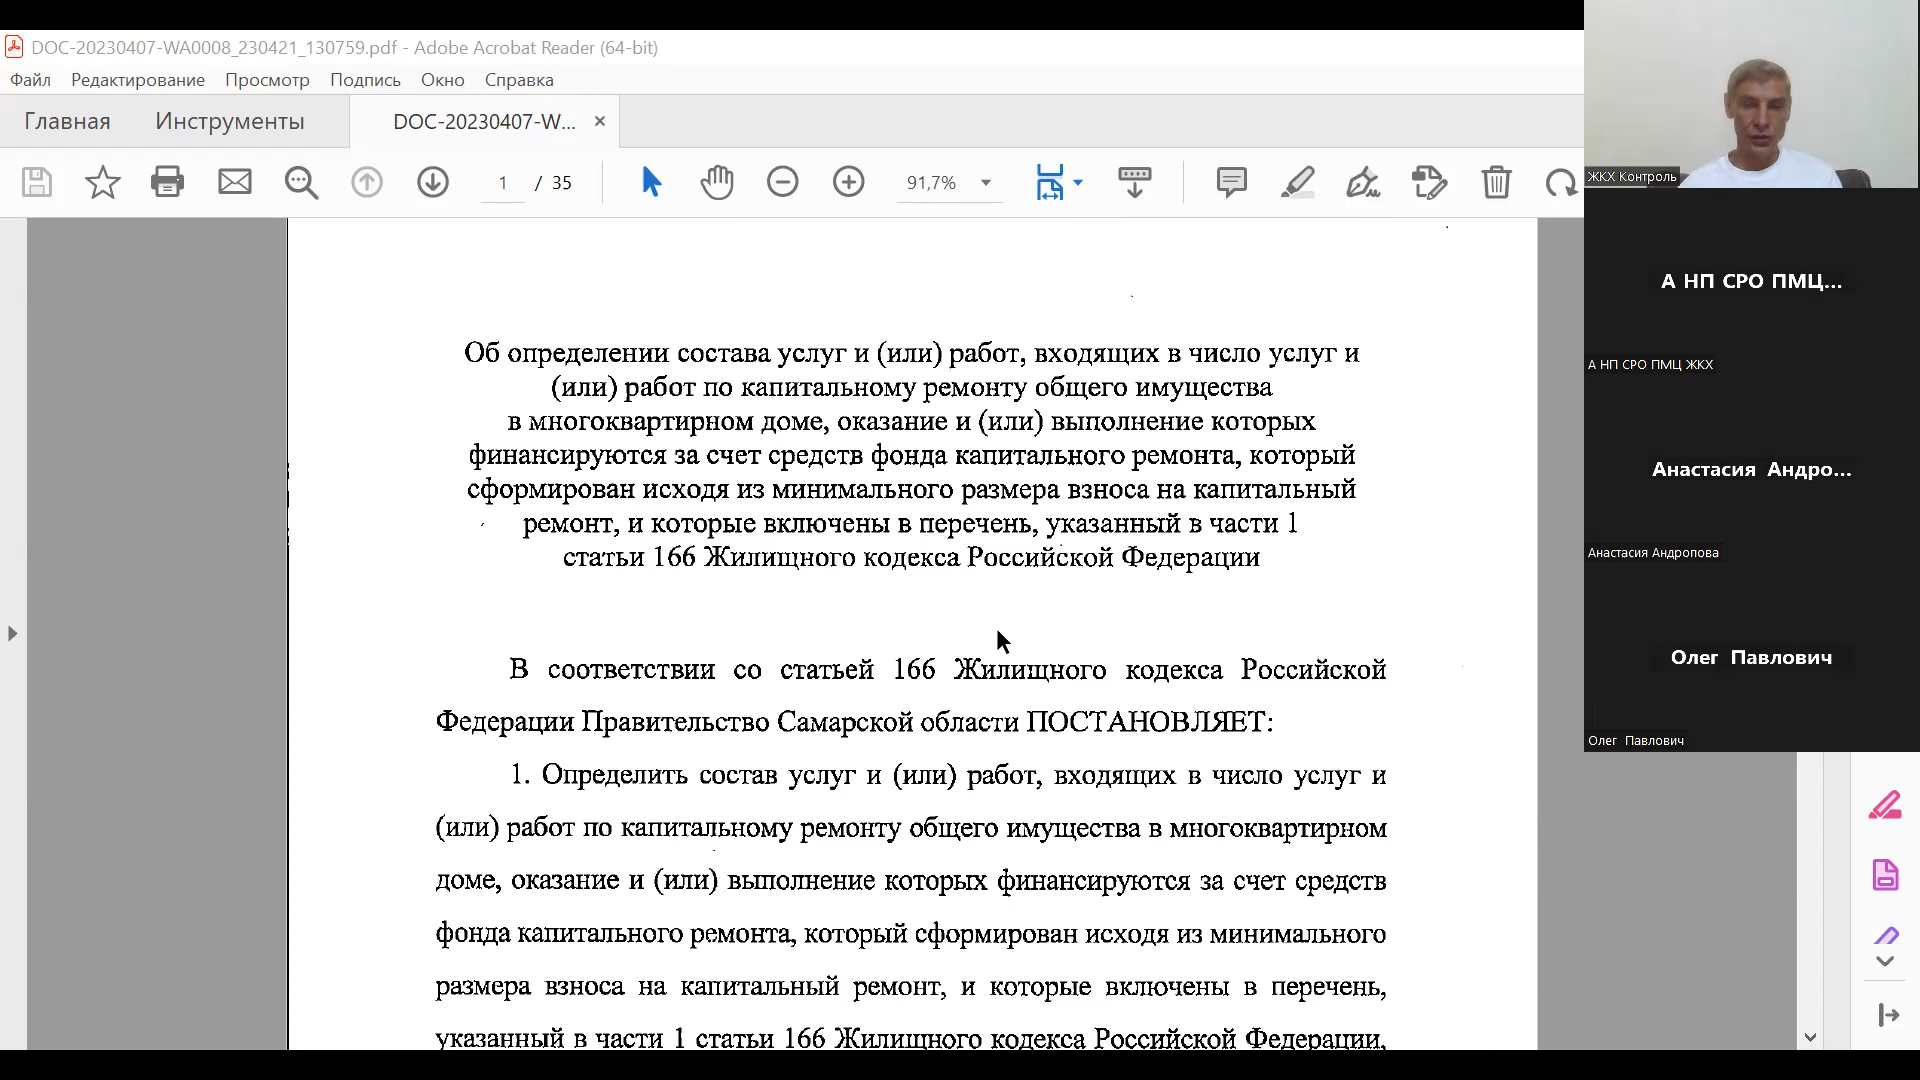 DOC-20230407-WA0008_230421_130759.pdf - Adobe Acrobat Reader (64-bit)
Файл Редактирование Просмотр Подпись Окно Справка
Главная Инструменты DOC-20230407-W... ×
1 / 35 91,7%
Об определении состава услуг и (или) работ, входящих в число услуг и
(или) работ по капитальному ремонту общего имущества
в многоквартирном доме, оказание и (или) выполнение которых
финансируются за счет средств фонда капитального ремонта, который
сформирован исходя из минимального размера взноса на капитальный
ремонт, и которые включены в перечень, указанный в части 1
статьи 166 Жилищного кодекса Российской Федерации
В соответствии со статьей 166 Жилищного кодекса Российской
Федерации Правительство Самарской области ПОСТАНОВЛЯЕТ:
1. Определить состав услуг и (или) работ, входящих в число услуг и
(или) работ по капитальному ремонту общего имущества в многоквартирном
доме, оказание и (или) выполнение которых финансируются за счет средств
фонда капитального ремонта, который сформирован исходя из минимального
размера взноса на капитальный ремонт, и которые включены в перечень,
указанный в части 1 статьи 166 Жилищного кодекса Российской Федерации,
ЖКХ Контроль
А НП СРО ПМЦ...
А НП СРО ПМЦ ЖКХ
Анастасия Андро...
Анастасия Андропова
Олег Павлович
Олег Павлович